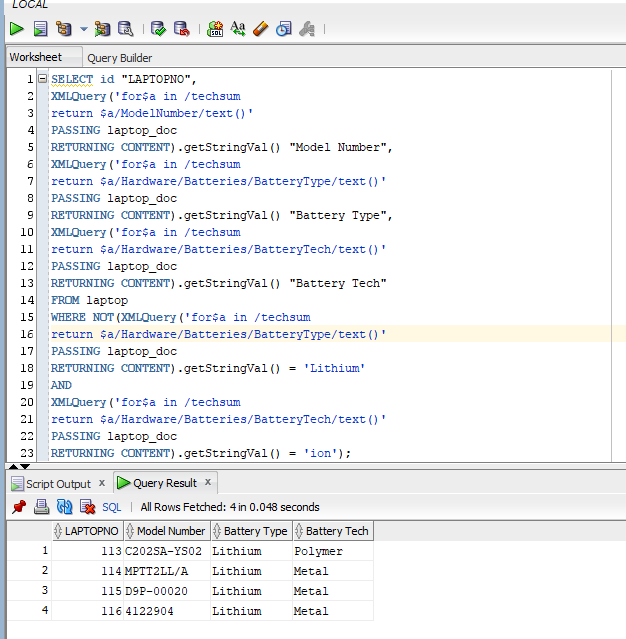 LOCAL
SQL
Aa
Worksheet Query Builder
1 SELECT id "LAPTOPNO",
2 XMLQuery('for$a in /techsum
3 return $a/ModelNumber/text()'
4 PASSING laptop_doc
5 RETURNING CONTENT).getStringVal() "Model Number",
6 XMLQuery('for$a in /techsum
7 return $a/Hardware/Batteries/BatteryType/text()'
8 PASSING laptop_doc
9 RETURNING CONTENT).getStringVal() "Battery Type",
10 XMLQuery('for$a in /techsum
11 return $a/Hardware/Batteries/BatteryTech/text()'
12 PASSING laptop_doc
13 RETURNING CONTENT).getStringVal() "Battery Tech"
14 FROM laptop
15 WHERE NOT(XMLQuery('for$a in /techsum
16 return $a/Hardware/Batteries/BatteryType/text()'
17 PASSING laptop_doc
18 RETURNING CONTENT).getStringVal() = 'Lithium'
19 AND
20 XMLQuery('for$a in /techsum
21 return $a/Hardware/Batteries/BatteryTech/text()'
22 PASSING laptop_doc
23 RETURNING CONTENT).getStringVal() = 'ion');
Script Output x Query Result x
SQL | All Rows Fetched: 4 in 0.048 seconds
LAPTOPNO Model Number Battery Type Battery Tech
1 113 C202SA-YS02 Lithium Polymer
2 114 MPTT2LL/A Lithium Metal
3 115 D9P-00020 Lithium Metal
4 116 4122904 Lithium Metal